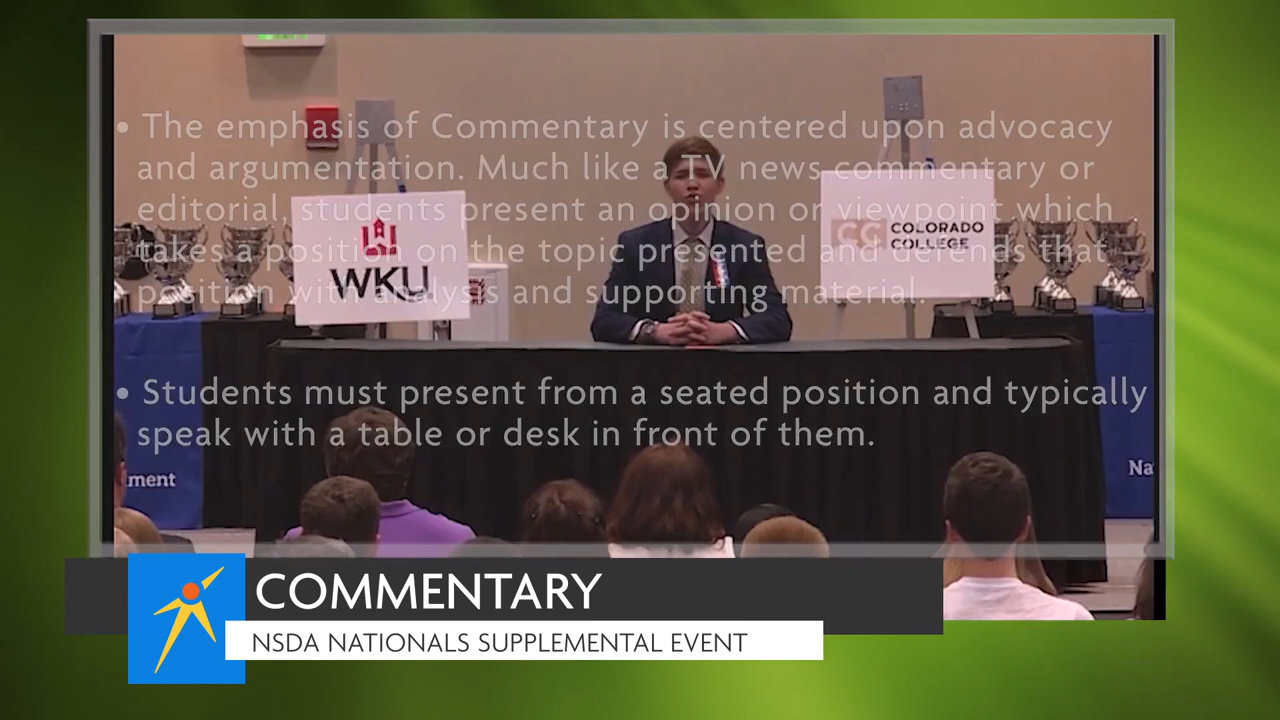 • The emphasis of Commentary is centered upon advocacy
and argumentation. Much like a TV news commentary or
editorial, students present an opinion or viewpoint which
takes a position on the topic presented and defends that
position with analysis and supporting material.
WKU
CC COLORADO
COLLEGE
• Students must present from a seated position and typically
speak with a table or desk in front of them.
ment
Na
COMMENTARY
NSDA NATIONALS SUPPLEMENTAL EVENT